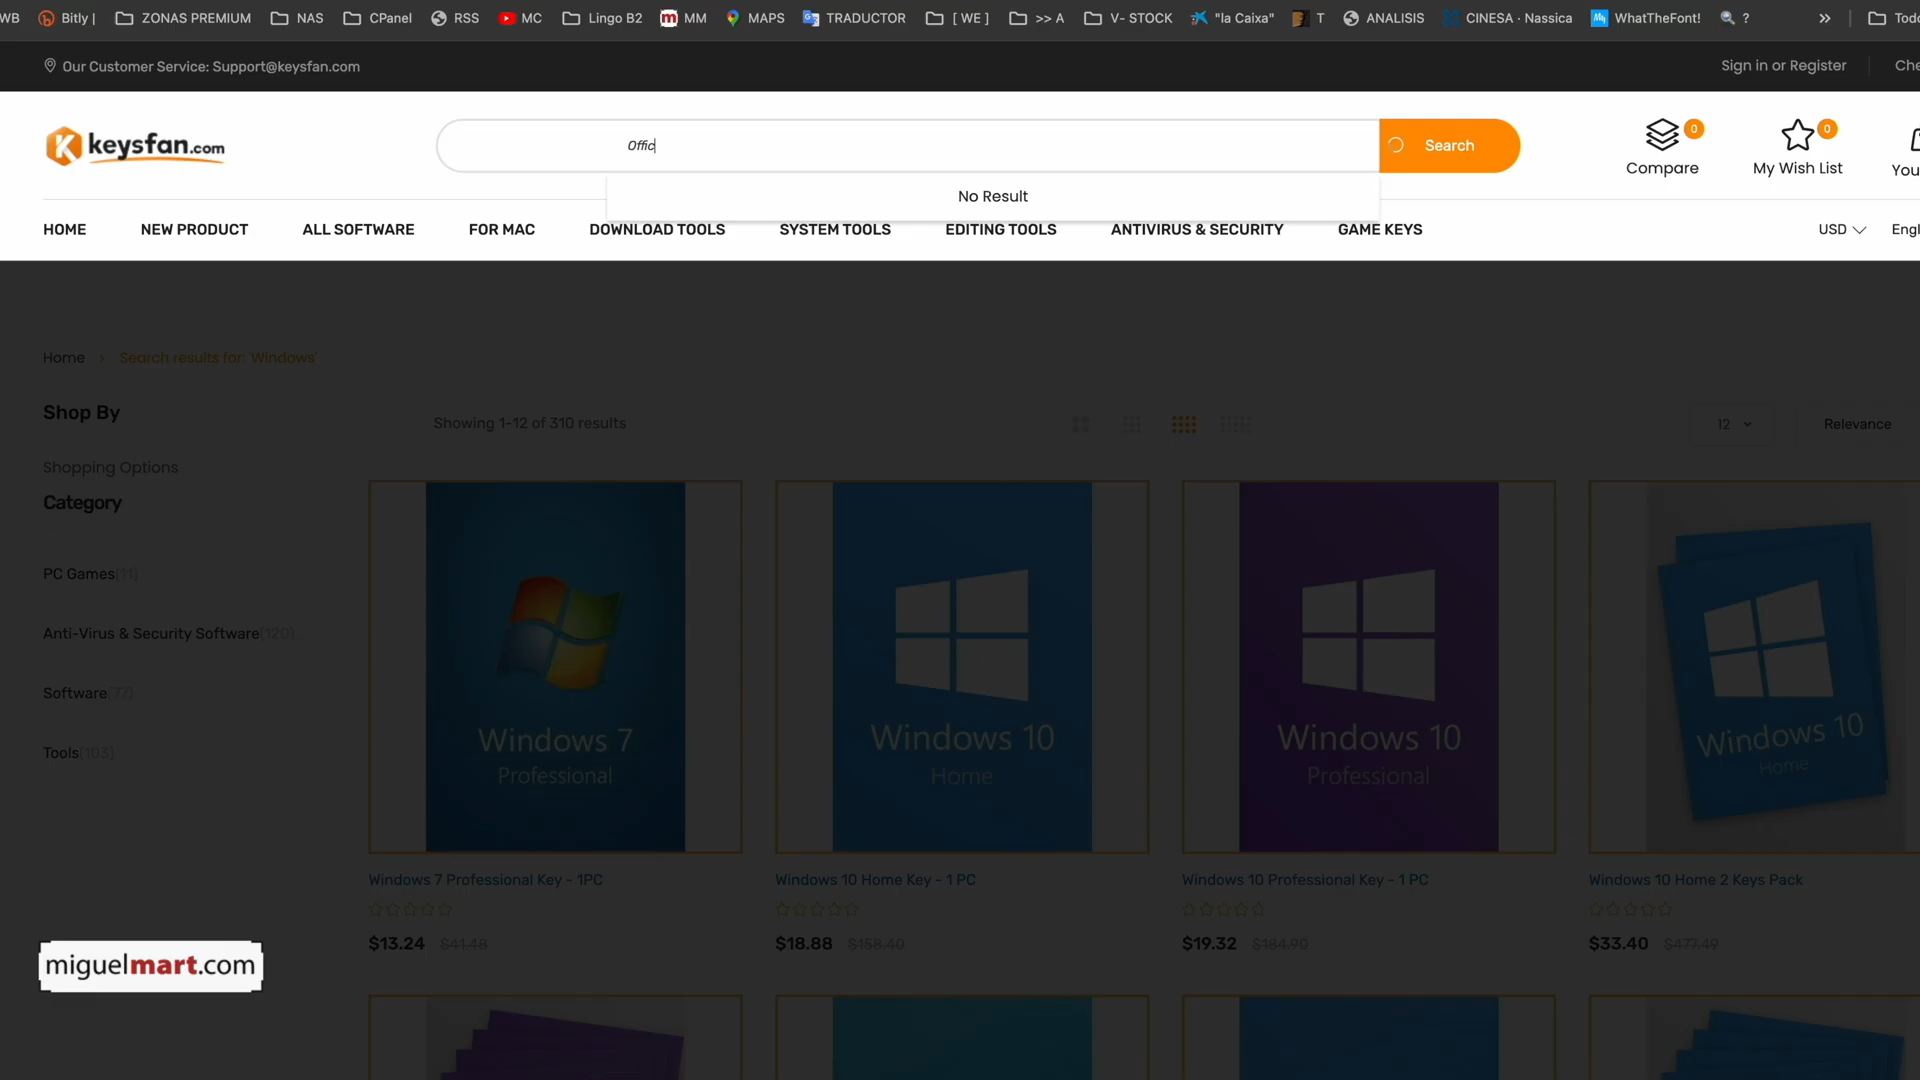 WB Bitly | ZONAS PREMIUM NAS CPanel RSS MC Lingo B2 MM MAPS TRADUCTOR [ WE ] >> A V- STOCK "la Caixa" T ANALISIS CINESA · Nassica WhatTheFont! ? » Todo
Our Customer Service: Support@keysfan.com Sign in or Register Che
keysfan.com Offic Search 0 0
Compare My Wish List You
No Result
HOME NEW PRODUCT ALL SOFTWARE FOR MAC DOWNLOAD TOOLS SYSTEM TOOLS EDITING TOOLS ANTIVIRUS & SECURITY GAME KEYS USD Engl
Home > Search results for: 'Windows'
Shop By
Showing 1-12 of 310 results 12 Relevance
Shopping Options
Category
PC Games(11)
Anti-Virus & Security Software(120)
Software(77)
Tools(103)
Windows 7
Professional
Windows 10
Home
Windows 10
Professional
Windows 10
Home
Windows 7 Professional Key - 1PC Windows 10 Home Key - 1 PC Windows 10 Professional Key - 1 PC Windows 10 Home 2 Keys Pack
$13.24 $41.48 $18.88 $158.40 $19.32 $184.90 $33.40 $477.49
miguelmart.com